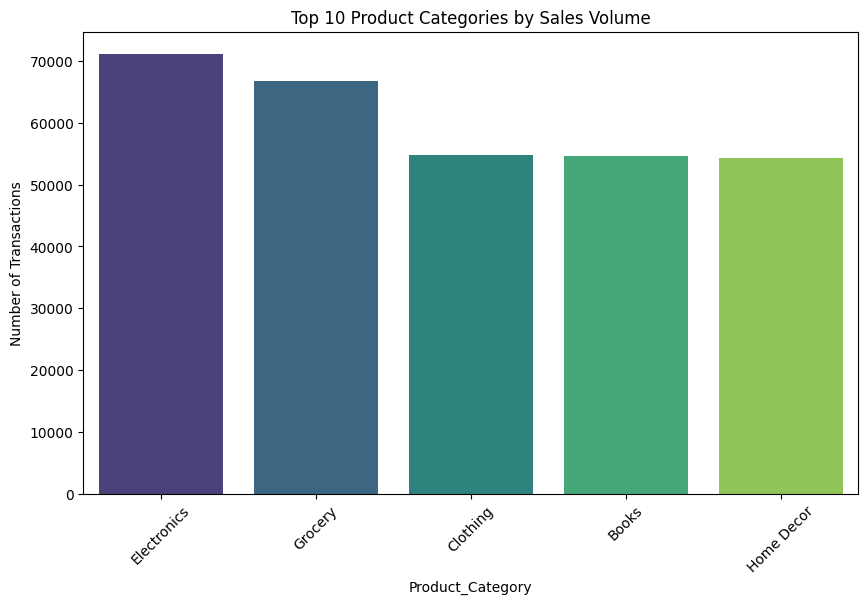 Top 10 Product Categories by Sales Volume
Number of Transactions
70000
60000
50000
40000
30000
20000
10000
0
Electronics
Grocery
Clothing
Books
Home Decor
Product_Category